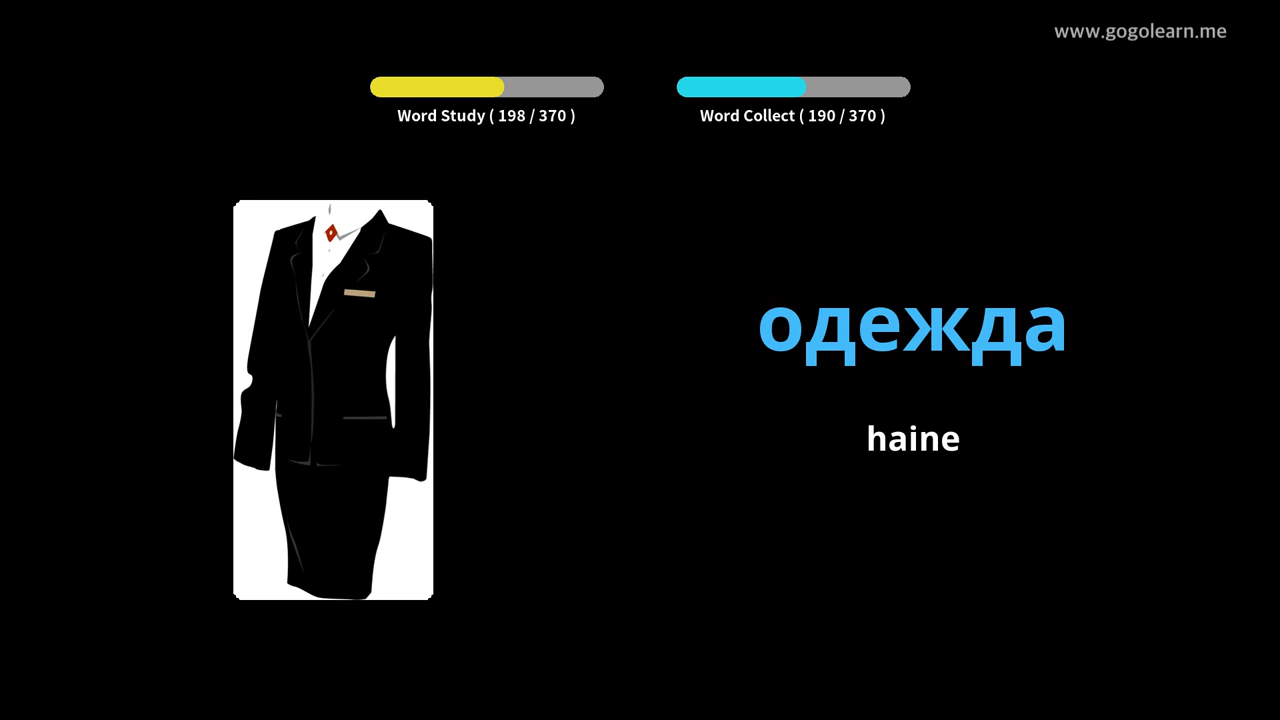 www.gogolearn.me
Word Study ( 198 / 370 )
Word Collect ( 190 / 370 )
одежда
haine